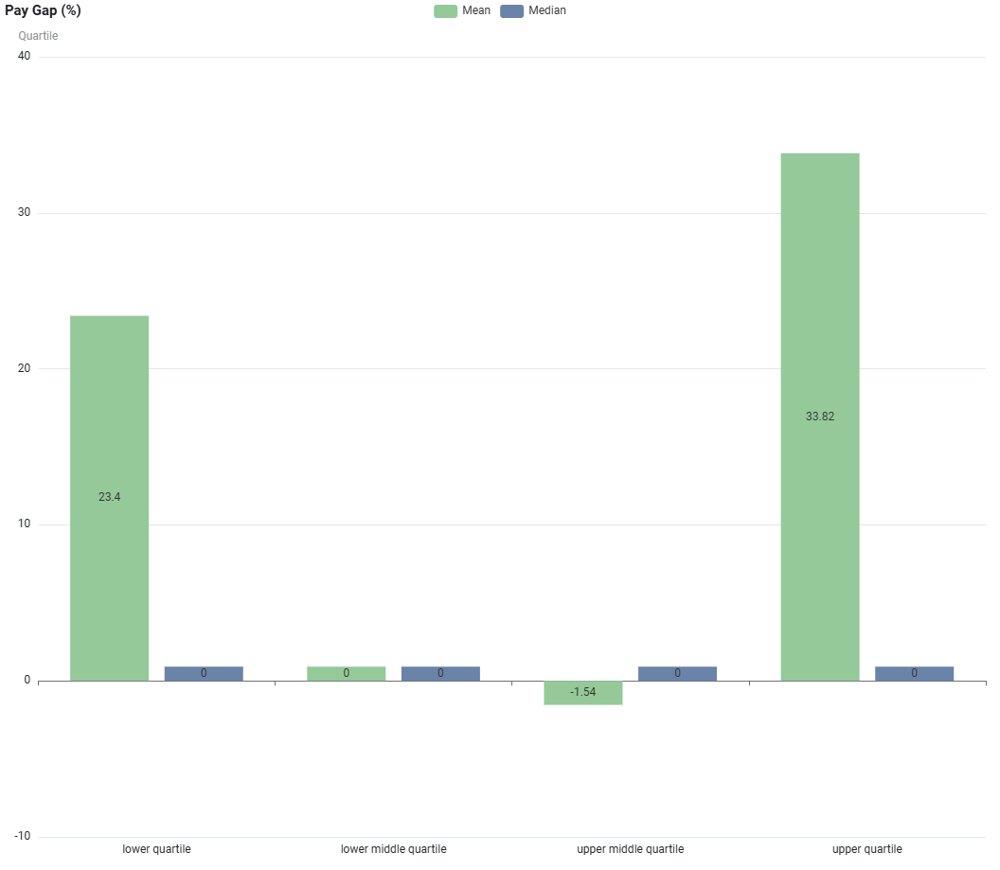 Pay Gap (%)
Mean
Median
Quartile
40
30
20
10
0
-10
23.4
0
0
0
-1.54
0
33.82
0
lower quartile
lower middle quartile
upper middle quartile
upper quartile